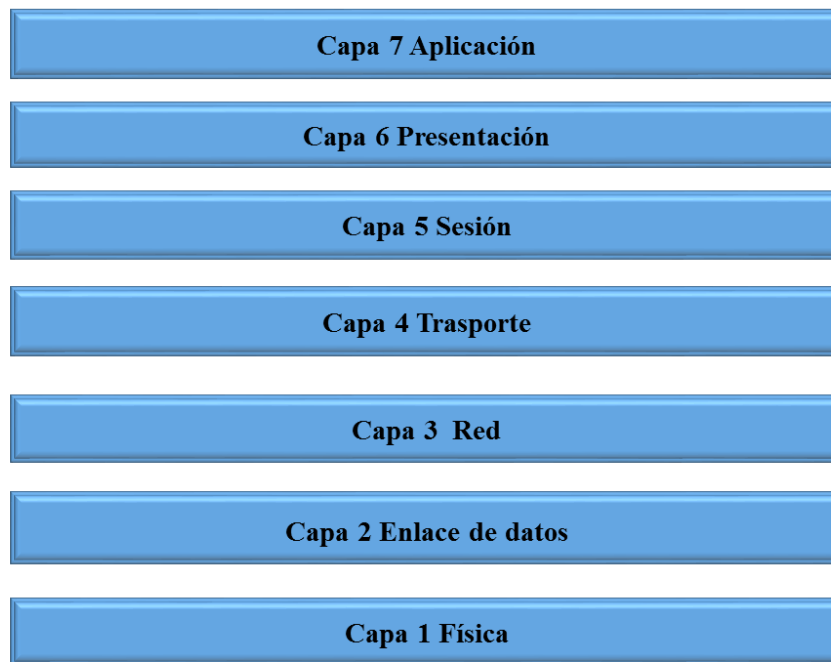 Capa 7 Aplicación
Capa 6 Presentación
Capa 5 Sesión
Capa 4 Trasporte
Capa 3 Red
Capa 2 Enlace de datos
Capa 1 Física